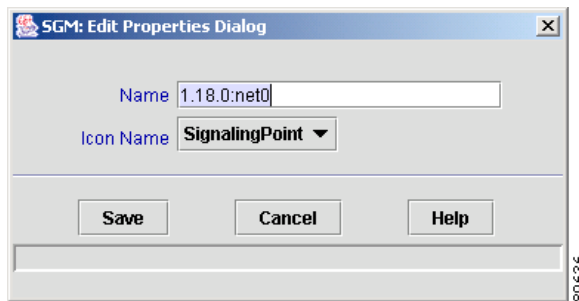 SGM: Edit Properties Dialog
Name 1.18.0:net0
Icon Name SignalingPoint
Save Cancel Help